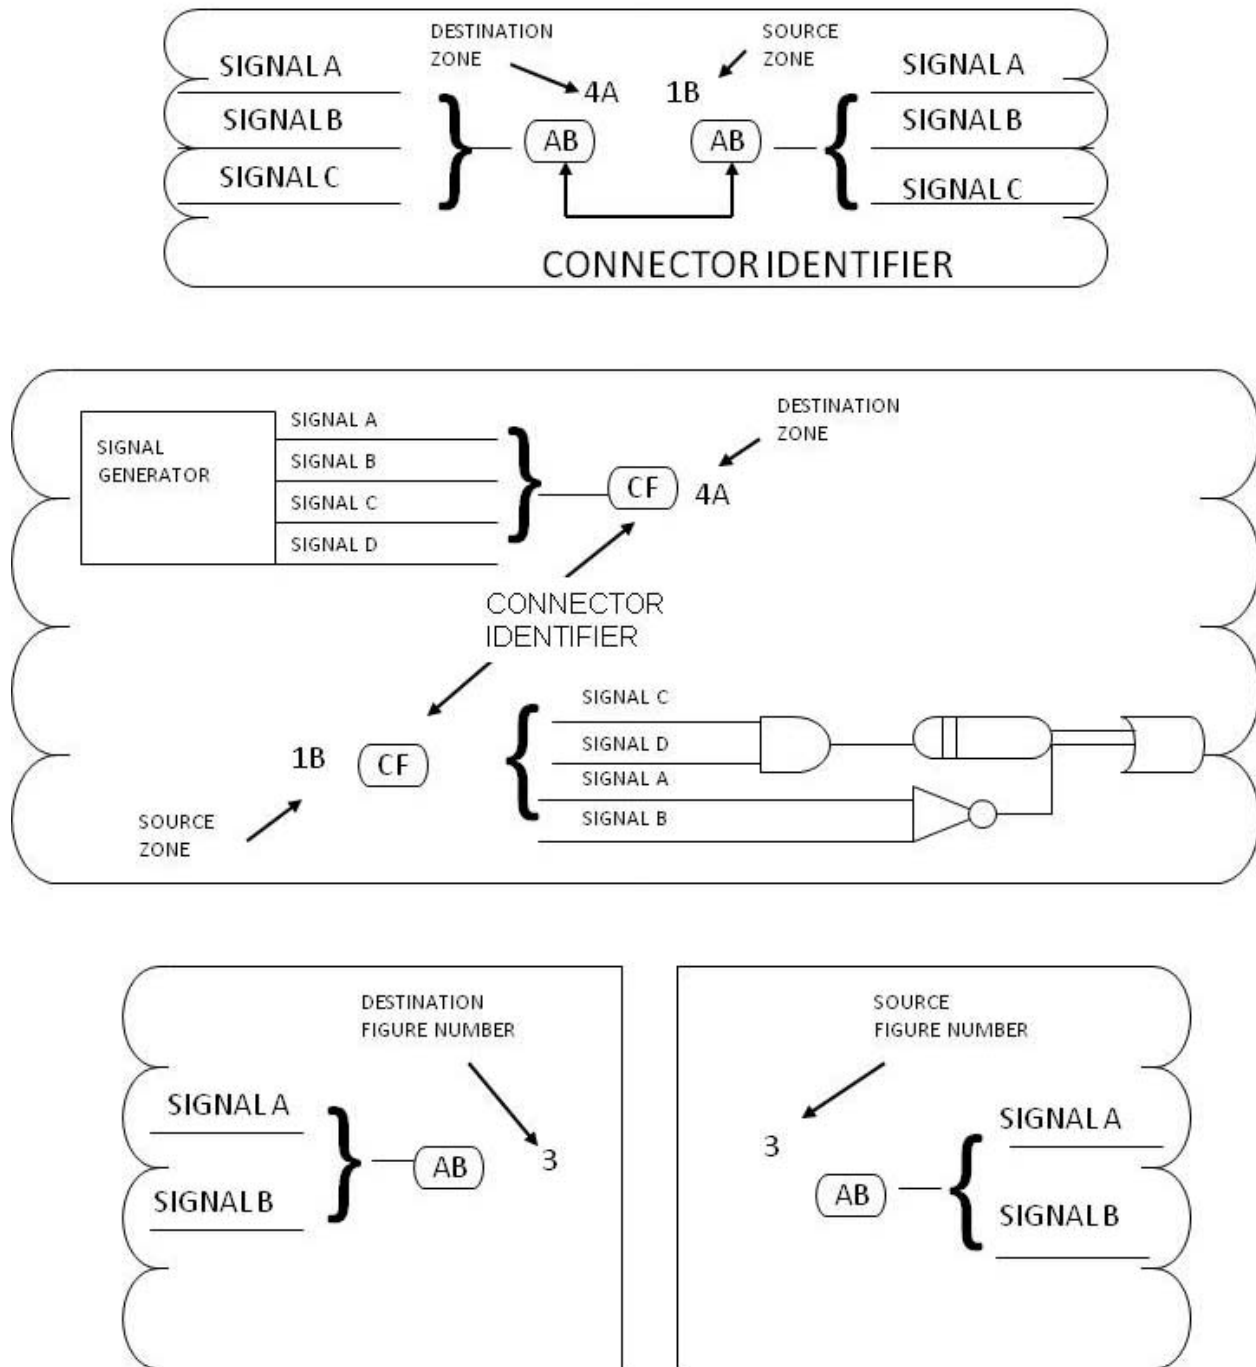 DESTINATION
ZONE
SOURCE
ZONE
SIGNAL A
SIGNAL B
SIGNAL C
4A
1B
AB
AB
SIGNAL A
SIGNAL B
SIGNAL C
CONNECTOR IDENTIFIER
SIGNAL
GENERATOR
SIGNAL A
SIGNAL B
SIGNAL C
SIGNAL D
CF
4A
DESTINATION
ZONE
CONNECTOR
IDENTIFIER
1B
CF
SOURCE
ZONE
SIGNAL C
SIGNAL D
SIGNAL A
SIGNAL B
DESTINATION
FIGURE NUMBER
SIGNAL A
SIGNAL B
AB
3
SOURCE
FIGURE NUMBER
3
AB
SIGNAL A
SIGNAL B